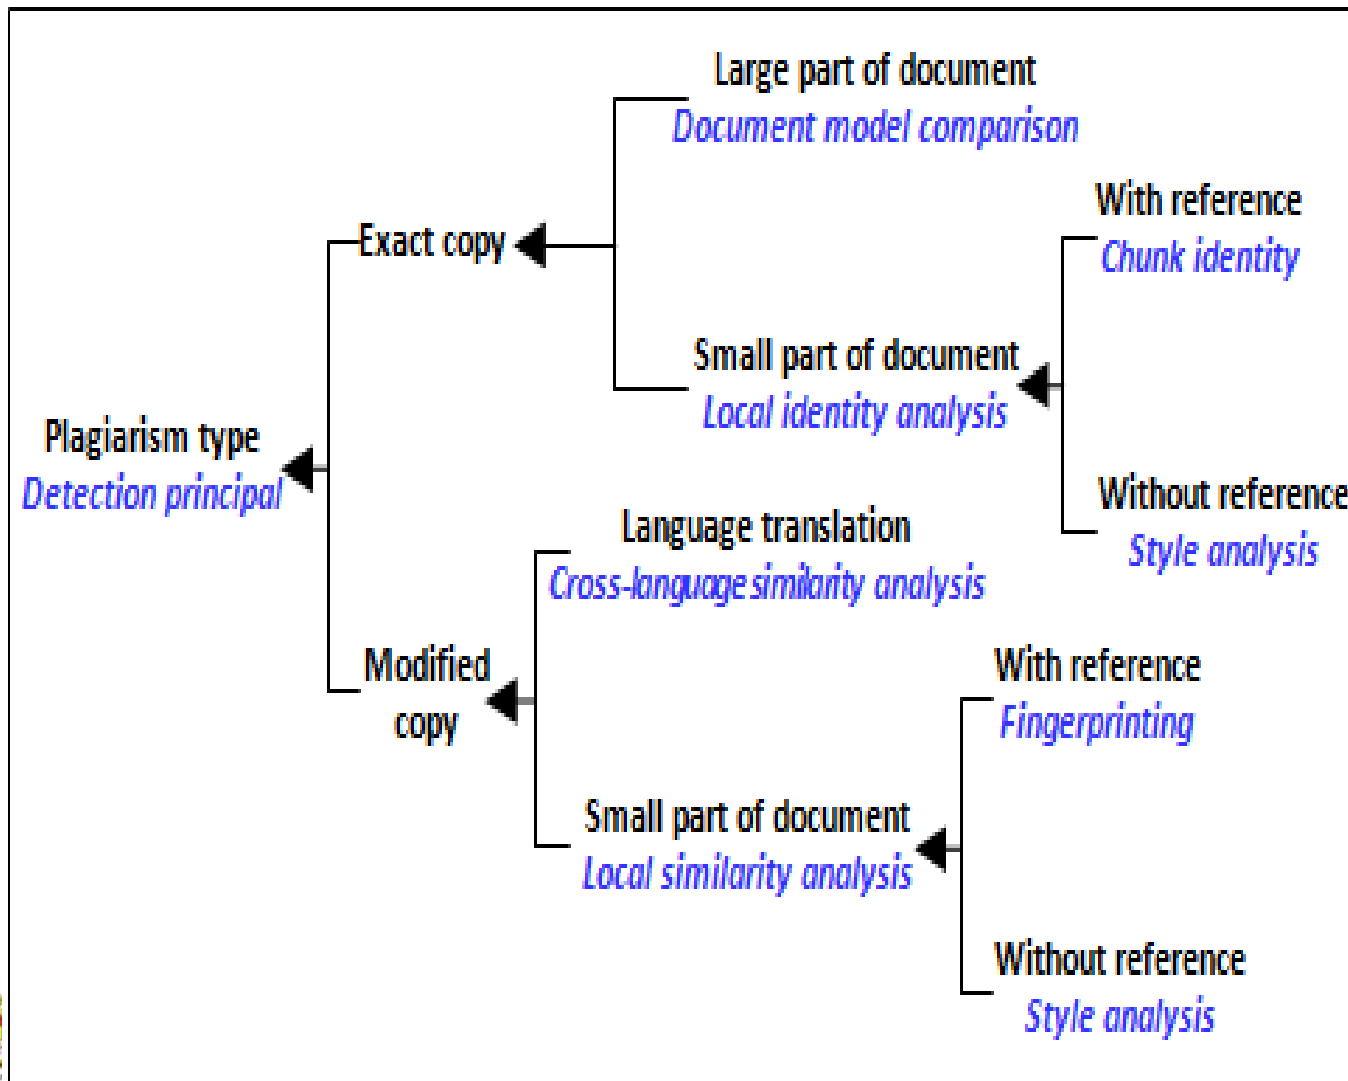 Large part of document
Document model comparison
With reference
Chunk identity
Exact copy
Small part of document
Local identity analysis
Plagiarism type
Detection principal
Without reference
Style analysis
Language translation
Cross-language similarity analysis
Modified
copy
With reference
Fingerprinting
Small part of document
Local similarity analysis
Without reference
Style analysis